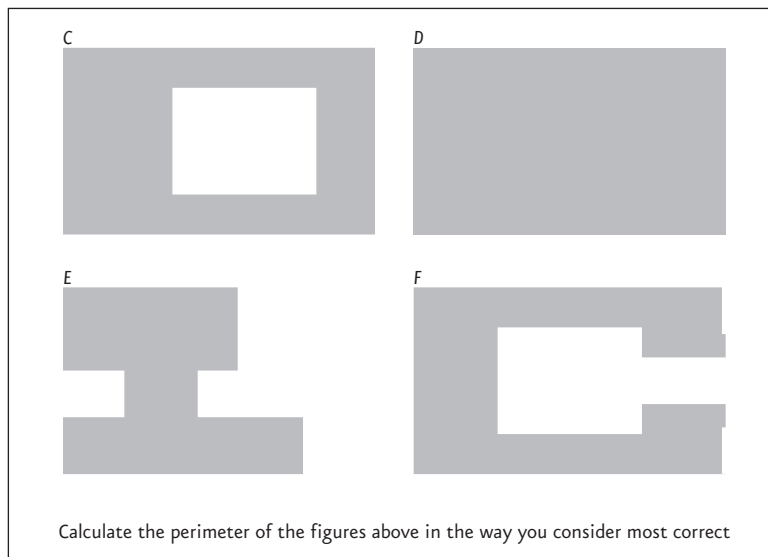 C D
E F
Calculate the perimeter of the figures above in the way you consider most correct